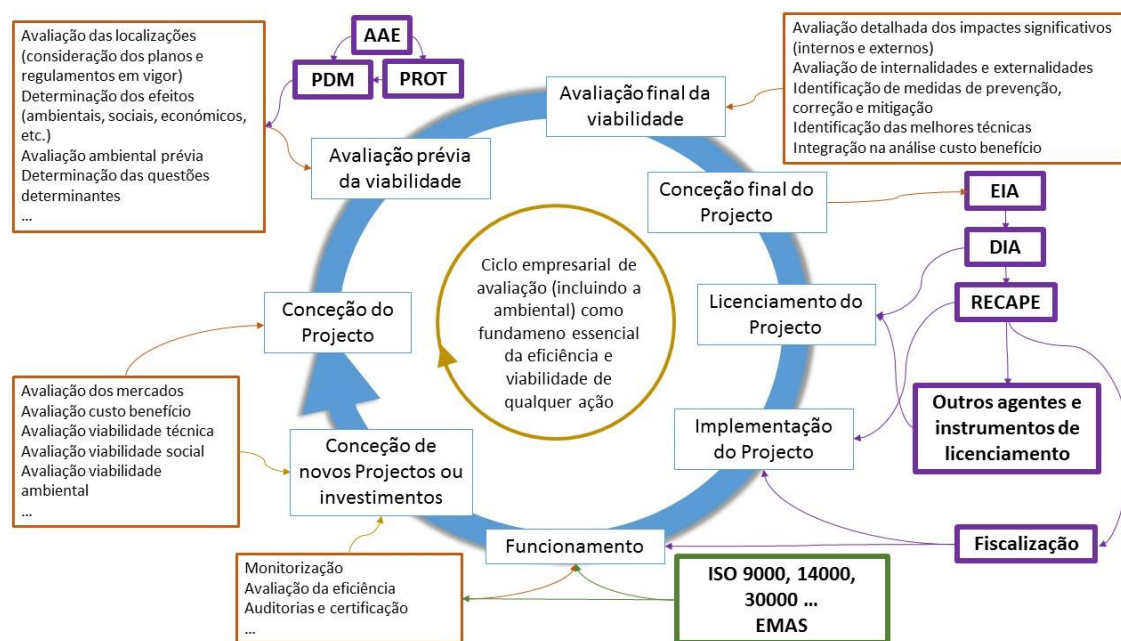 Avaliação das localizações
(consideração dos planos e
regulamentos em vigor)
Determinação dos efeitos
(ambientais, sociais, económicos,
etc.)
Avaliação ambiental prévia
Determinação das questões
determinantes
...
AAE
PDM
PROT
Avaliação prévia
da viabilidade
Avaliação final da
viabilidade
Avaliação detalhada dos impactes significativos
(internos e externos)
Avaliação de internalidades e externalidades
Identificação de medidas de prevenção,
correção e mitigação
Identificação das melhores técnicas
Integração na análise custo benefício
Conceção final do
Projecto
EIA
DIA
RECAPE
Licenciamento do
Projecto
Ciclo empresarial de
avaliação (incluindo a
ambiental) como
fundameno essencial
da eficiência e
viabilidade de
qualquer ação
Conceção do
Projecto
Avaliação dos mercados
Avaliação custo benefício
Avaliação viabilidade técnica
Avaliação viabilidade social
Avaliação viabilidade
ambiental
...
Conceção de
novos Projectos ou
investimentos
Implementação
do Projecto
Outros agentes e
instrumentos de
licenciamento
Funcionamento
Fiscalização
Monitorização
Avaliação da eficiência
Auditorias e certificação
...
ISO 9000, 14000,
30000 ...
EMAS